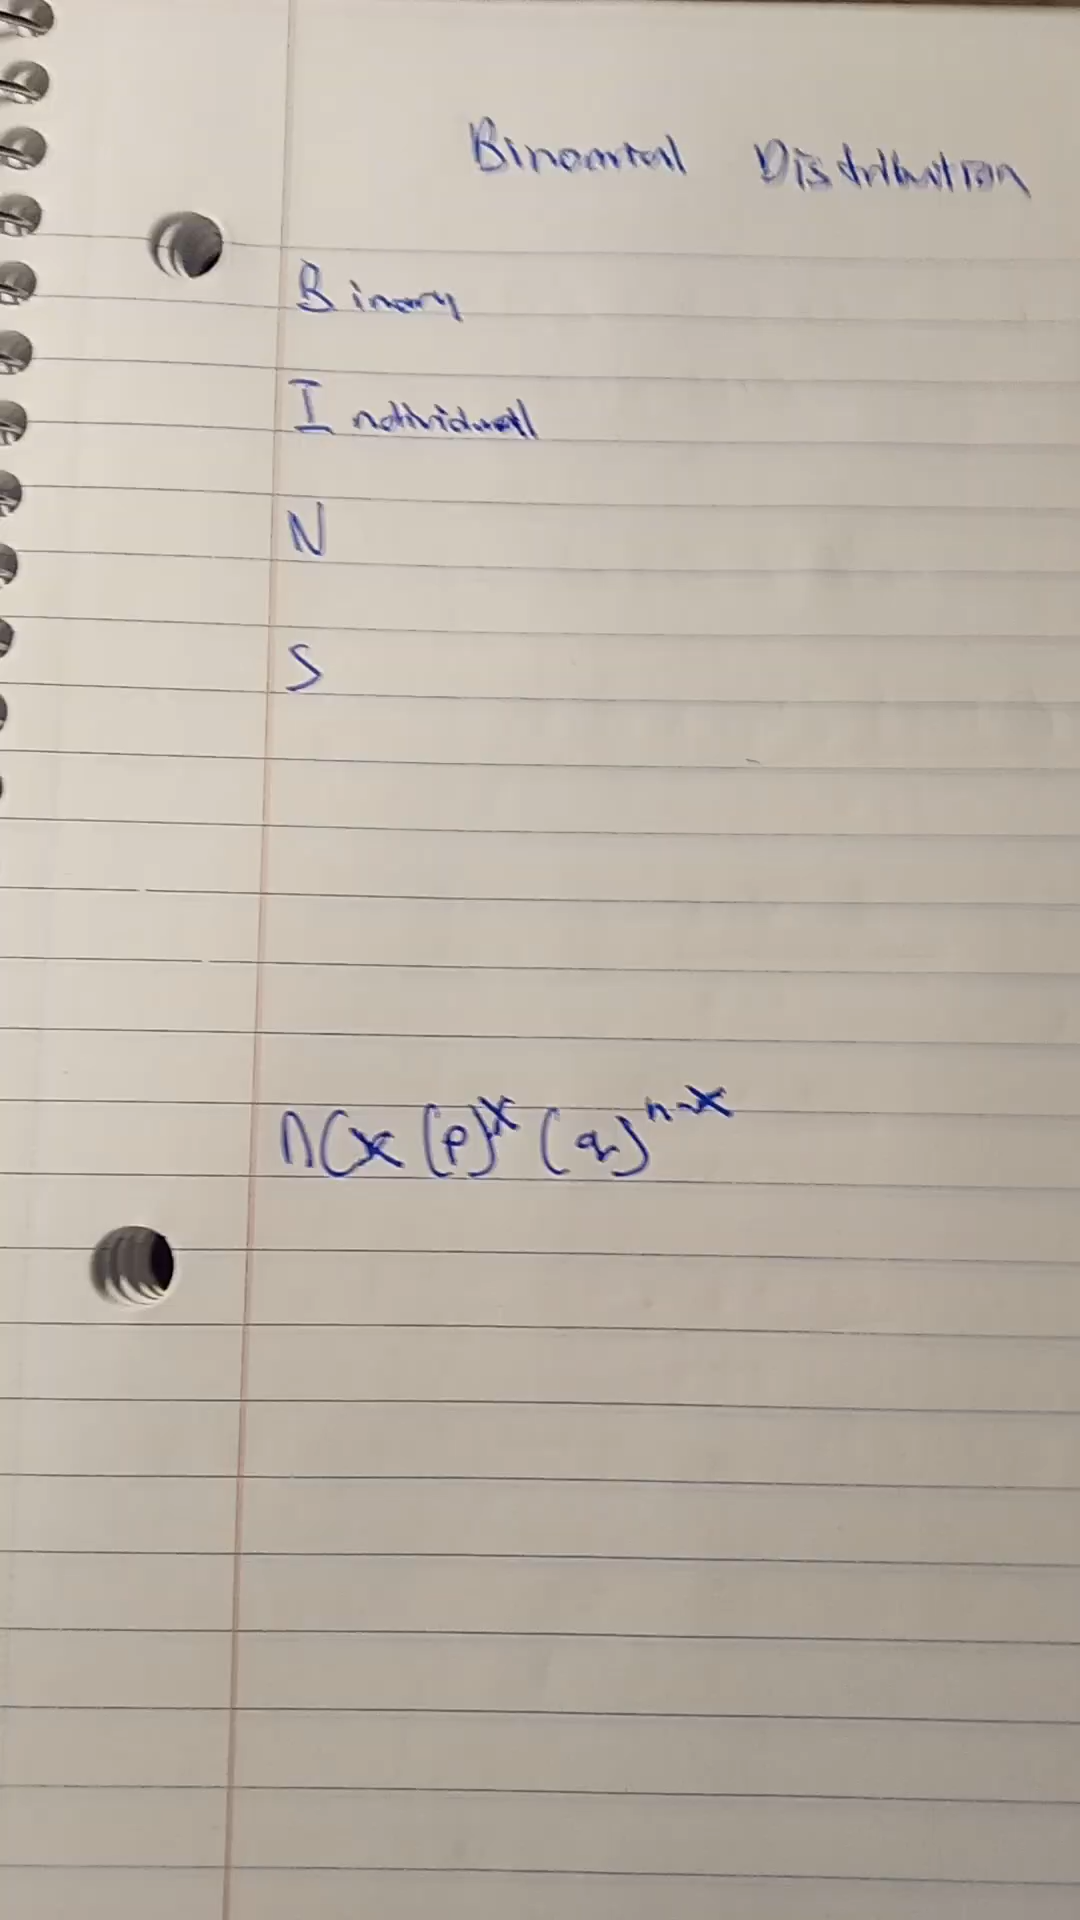 Binomial Distribution
Binary
Individual
N
S
nCx (p)^x (q)^n-x